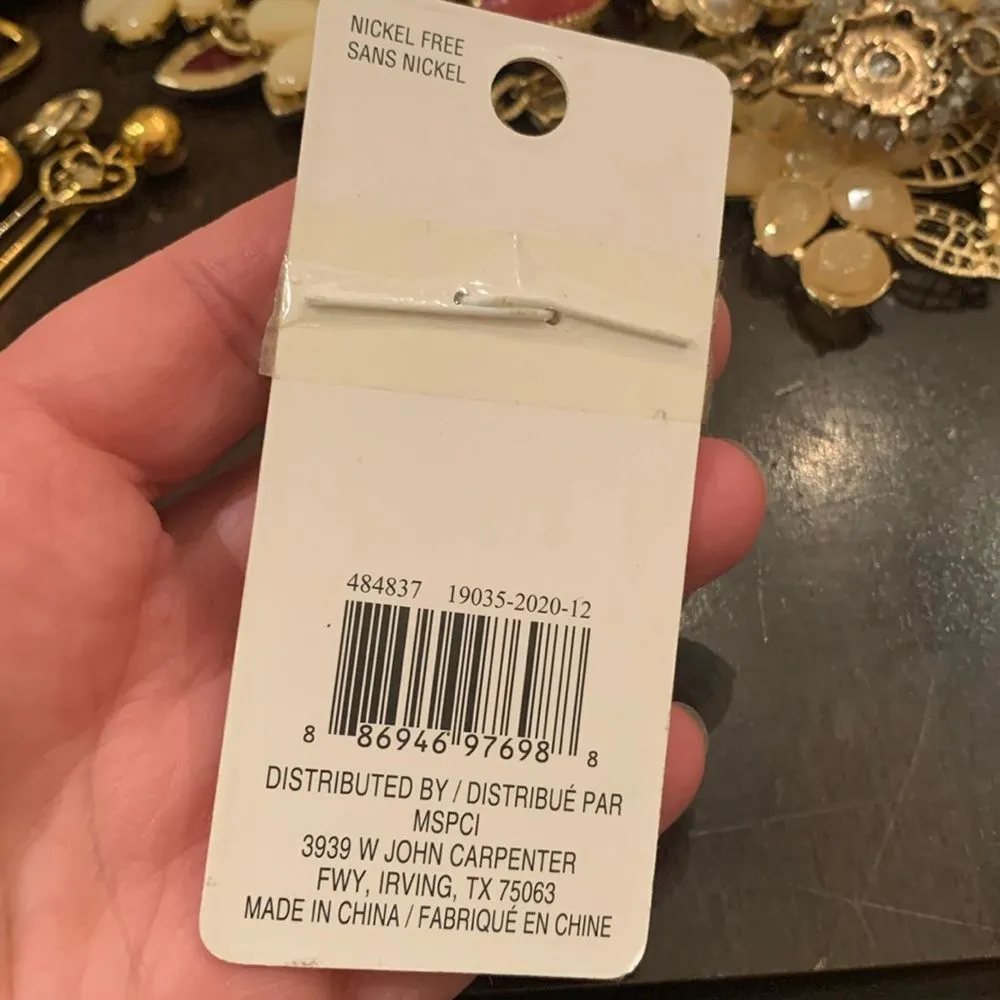 NICKEL FREE
SANS NICKEL
484837 19035-2020-12
8 86946 97698 8
DISTRIBUTED BY / DISTRIBUÉ PAR
MSPCI
3939 W JOHN CARPENTER
FWY, IRVING, TX 75063
MADE IN CHINA / FABRIQUÉ EN CHINE